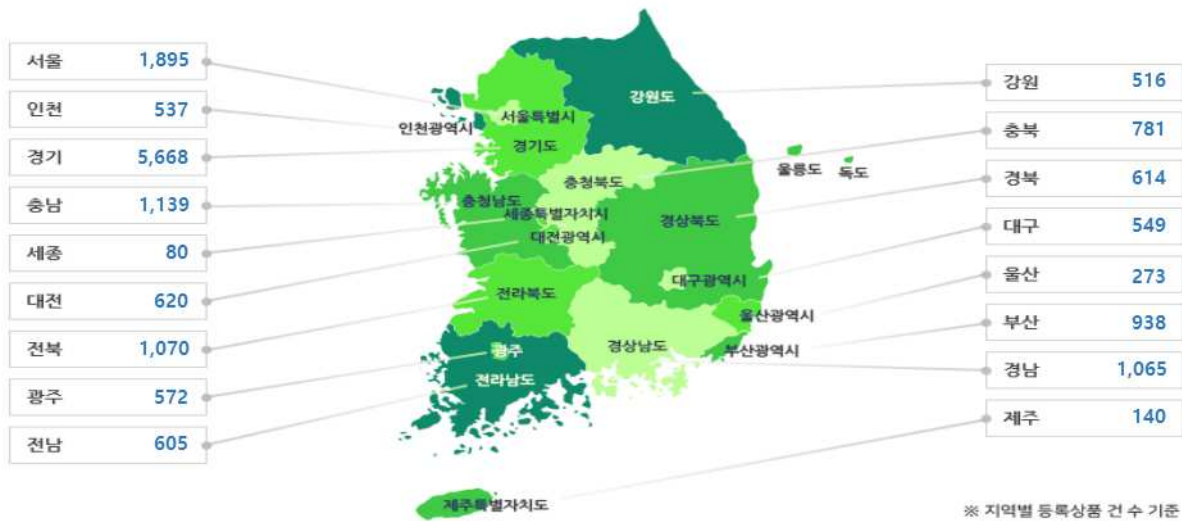 서울 1,895
인천 537
경기 5,668
충남 1,139
세종 80
대전 620
전북 1,070
광주 572
전남 605
강원도
서울특별시
인천광역시
경기도
충청북도
울릉도 독도
충청남도
세종특별자치시
경상북도
대전광역시
대구광역시
전라북도
울산광역시
경상남도
부산광역시
광주
전라남도
제주특별자치도
강원 516
충북 781
경북 614
대구 549
울산 273
부산 938
경남 1,065
제주 140
※ 지역별 등록상품 건 수 기준